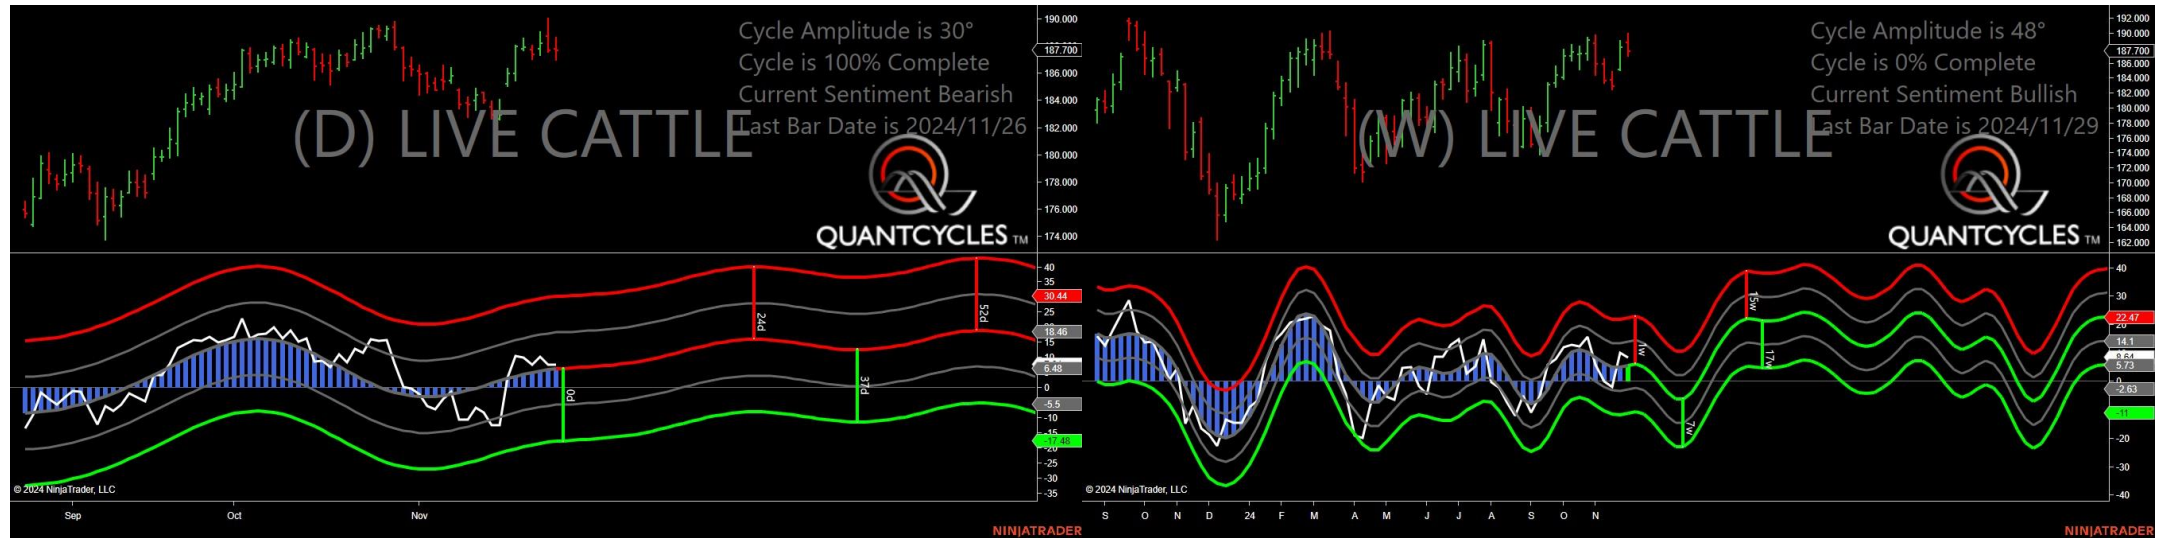 Cycle Amplitude is 30°
Cycle is 100% Complete
Current Sentiment Bearish
Last Bar Date is 2024/11/26
(D) LIVE CATTLE
QUANTCYCLES TM
190.000
187.700
186.000
184.000
182.000
180.000
178.000
176.000
174.000
40
35
30.44
25
18.46
15
6.48
0
-5.5
-10
-15
-17.48
-20
-25
-30
-35
0d
24d
37d
52d
© 2024 NinjaTrader, LLC
Sep
Oct
Nov
NINJATRADER
Cycle Amplitude is 48°
Cycle is 0% Complete
Current Sentiment Bullish
Last Bar Date is 2024/11/29
(W) LIVE CATTLE
QUANTCYCLES TM
192.000
190.000
187.700
186.000
184.000
182.000
180.000
178.000
176.000
174.000
172.000
170.000
168.000
166.000
164.000
162.000
40
30
22.47
20
14.1
8.64
5.73
0
-2.63
-11
-20
-30
-40
1w
7w
15w
17w
© 2024 NinjaTrader, LLC
S
O
N
D
24
F
M
A
M
J
J
A
S
O
N
NINJATRADER